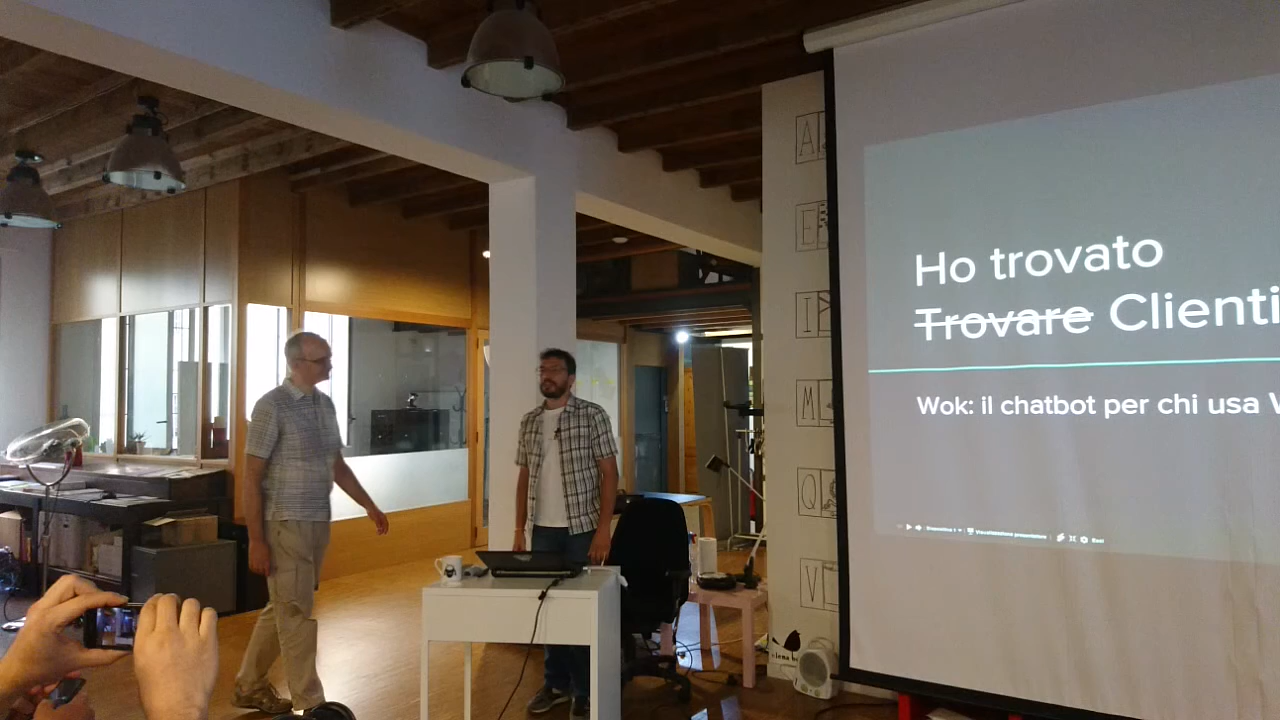 Ho trovato
Trovare Clienti
Wok: il chatbot per chi usa
A
E
I
M
Q
V